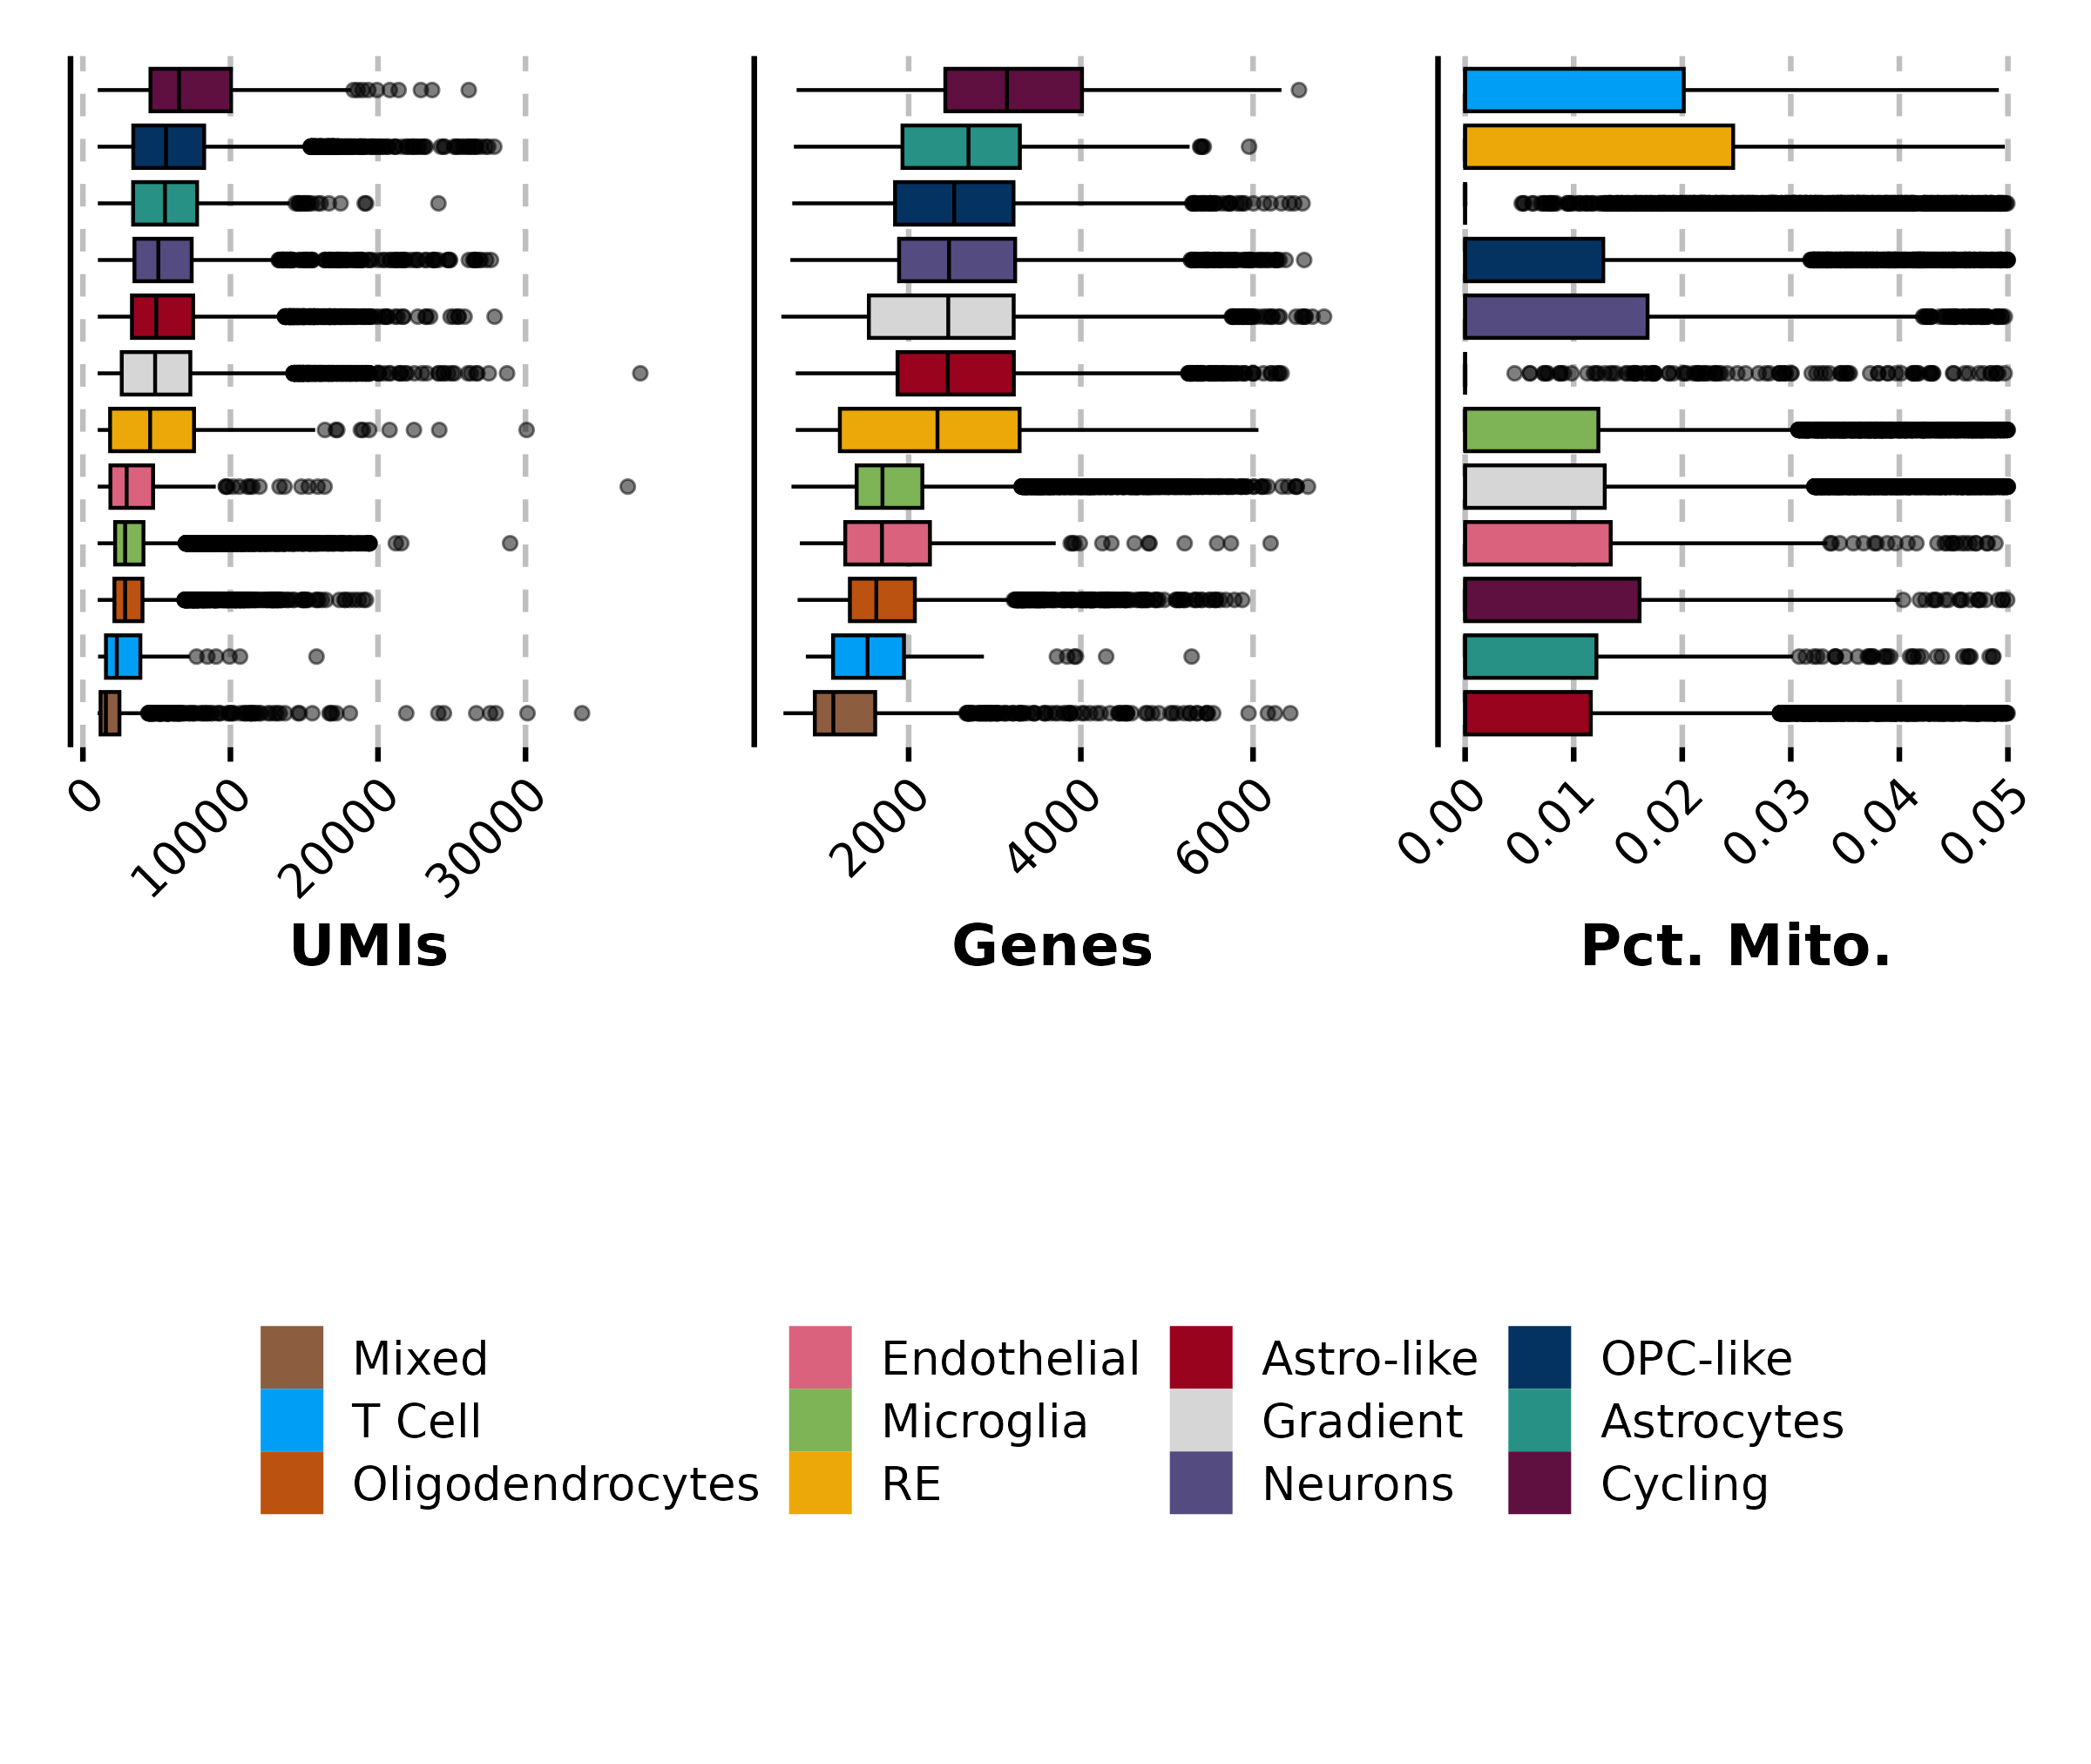 0 10000 20000 30000
2000 4000 6000
0.00 0.01 0.02 0.03 0.04 0.05
UMIs Genes Pct. Mito.
Mixed Endothelial Astro-like OPC-like
T Cell Microglia Gradient Astrocytes
Oligodendrocytes RE Neurons Cycling